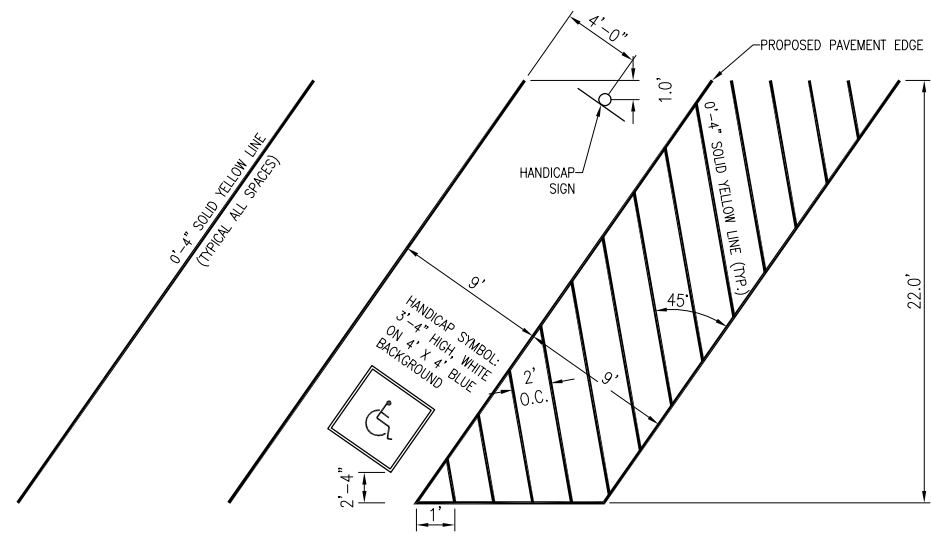 4'-0"
PROPOSED PAVEMENT EDGE
1.0'
0'-4" SOLID YELLOW LINE
(TYPICAL ALL SPACES)
HANDICAP
SIGN
0'-4" SOLID YELLOW LINE (TYP.)
9'
22.0'
45°
HANDICAP SYMBOL:
3'-4" HIGH, WHITE
ON 4' X 4' BLUE
BACKGROUND
2'
O.C.
9'
2'-4"
1'